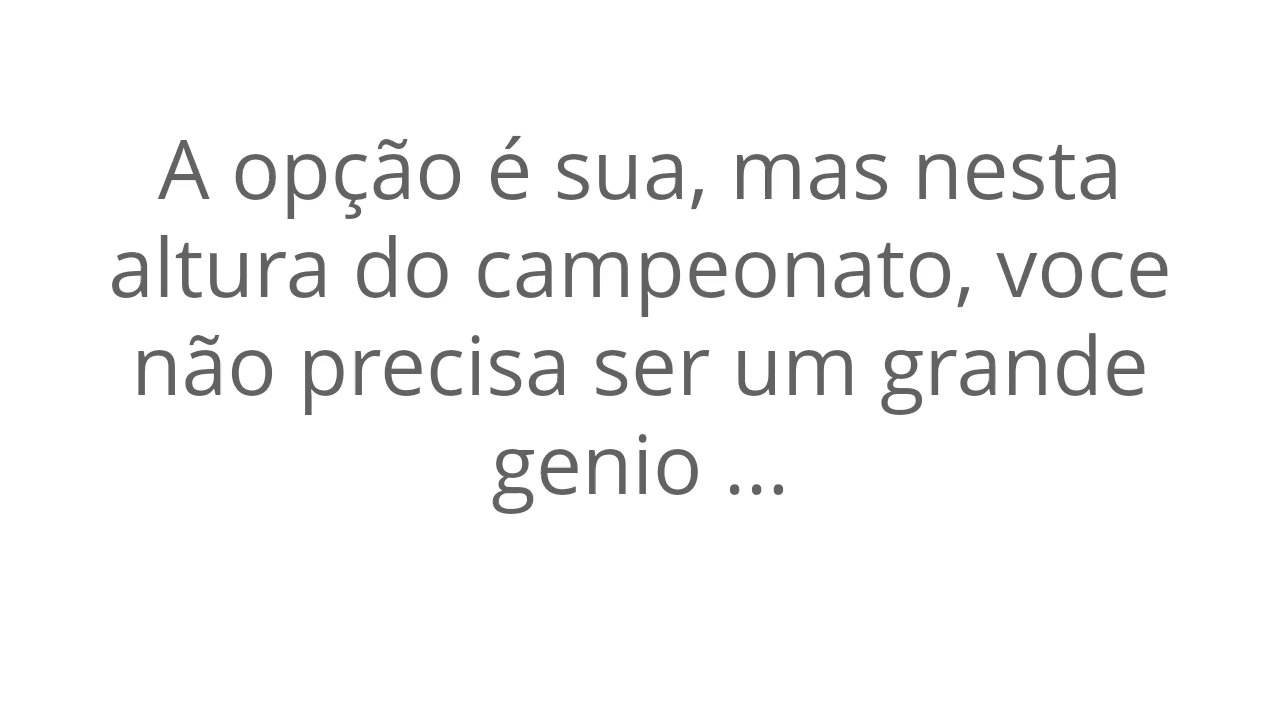 A opção é sua, mas nesta
altura do campeonato, voce
não precisa ser um grande
genio ...